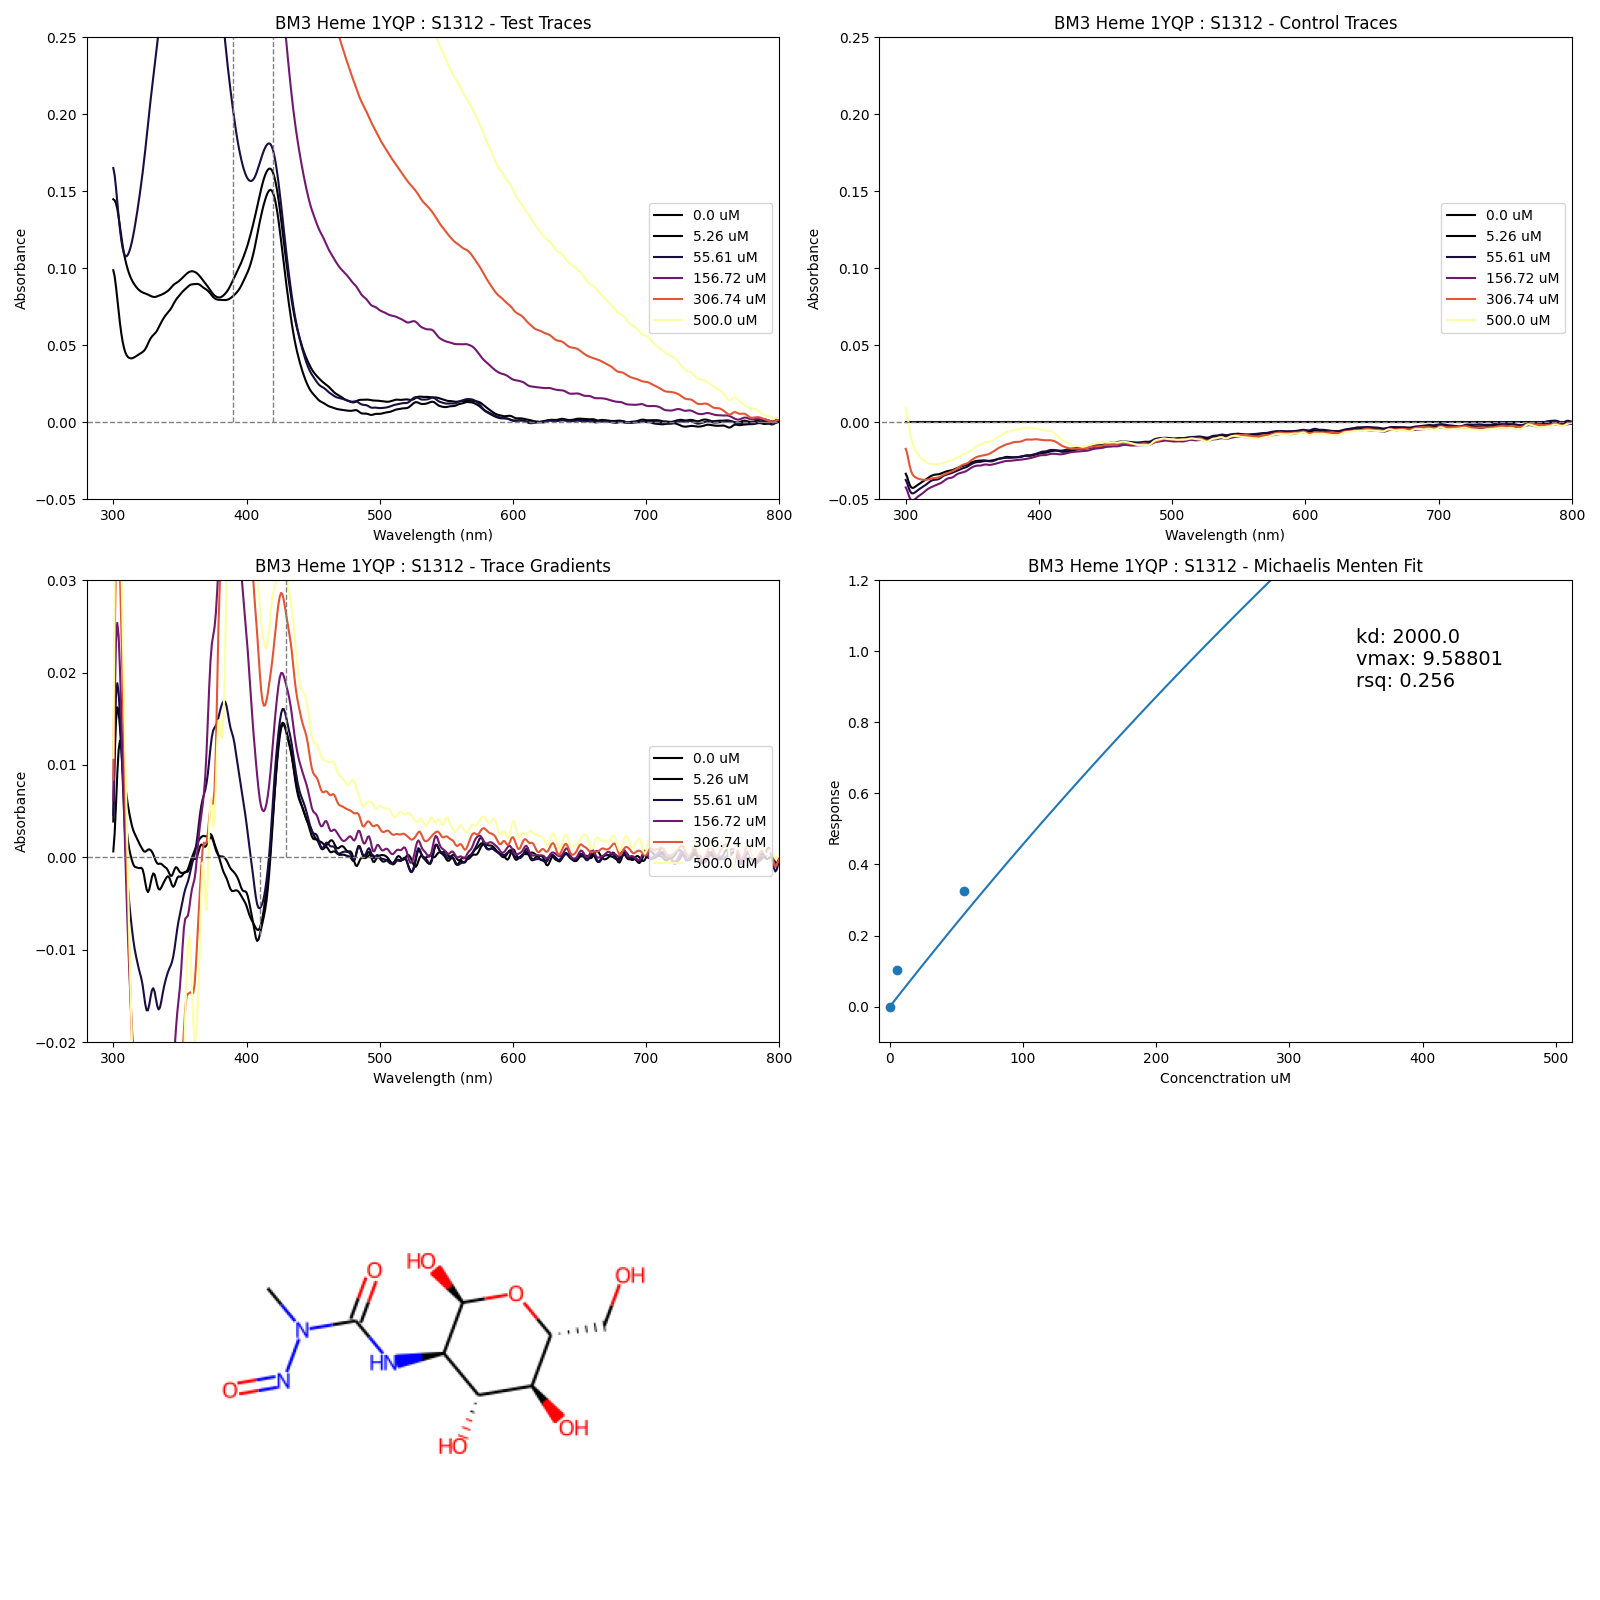 BM3 Heme 1YQP : S1312 - Test Traces
0.25
0.20
0.15
0.10
0.05
0.00
−0.05
Absorbance
300 400 500 600 700 800
Wavelength (nm)
0.0 uM
5.26 uM
55.61 uM
156.72 uM
306.74 uM
500.0 uM
BM3 Heme 1YQP : S1312 - Control Traces
0.25
0.20
0.15
0.10
0.05
0.00
−0.05
Absorbance
300 400 500 600 700 800
Wavelength (nm)
0.0 uM
5.26 uM
55.61 uM
156.72 uM
306.74 uM
500.0 uM
BM3 Heme 1YQP : S1312 - Trace Gradients
0.03
0.02
0.01
0.00
−0.01
−0.02
Absorbance
300 400 500 600 700 800
Wavelength (nm)
0.0 uM
5.26 uM
55.61 uM
156.72 uM
306.74 uM
500.0 uM
BM3 Heme 1YQP : S1312 - Michaelis Menten Fit
1.2
1.0
0.8
0.6
0.4
0.2
0.0
Response
0 100 200 300 400 500
Concenctration uM
kd: 2000.0
vmax: 9.58801
rsq: 0.256
HO
O
O
OH
N
HN
N
O
OH
HO